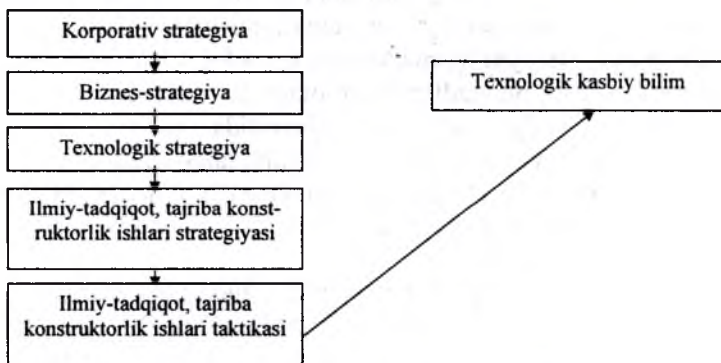 Korporativ strategiya
Biznes-strategiya
Texnologik kasbiy bilim
Texnologik strategiya
Ilmiy-tadqiqot, tajriba konst-
ruktorlik ishlari strategiyasi
Ilmiy-tadqiqot, tajriba
konstruktorlik ishlari taktikasi